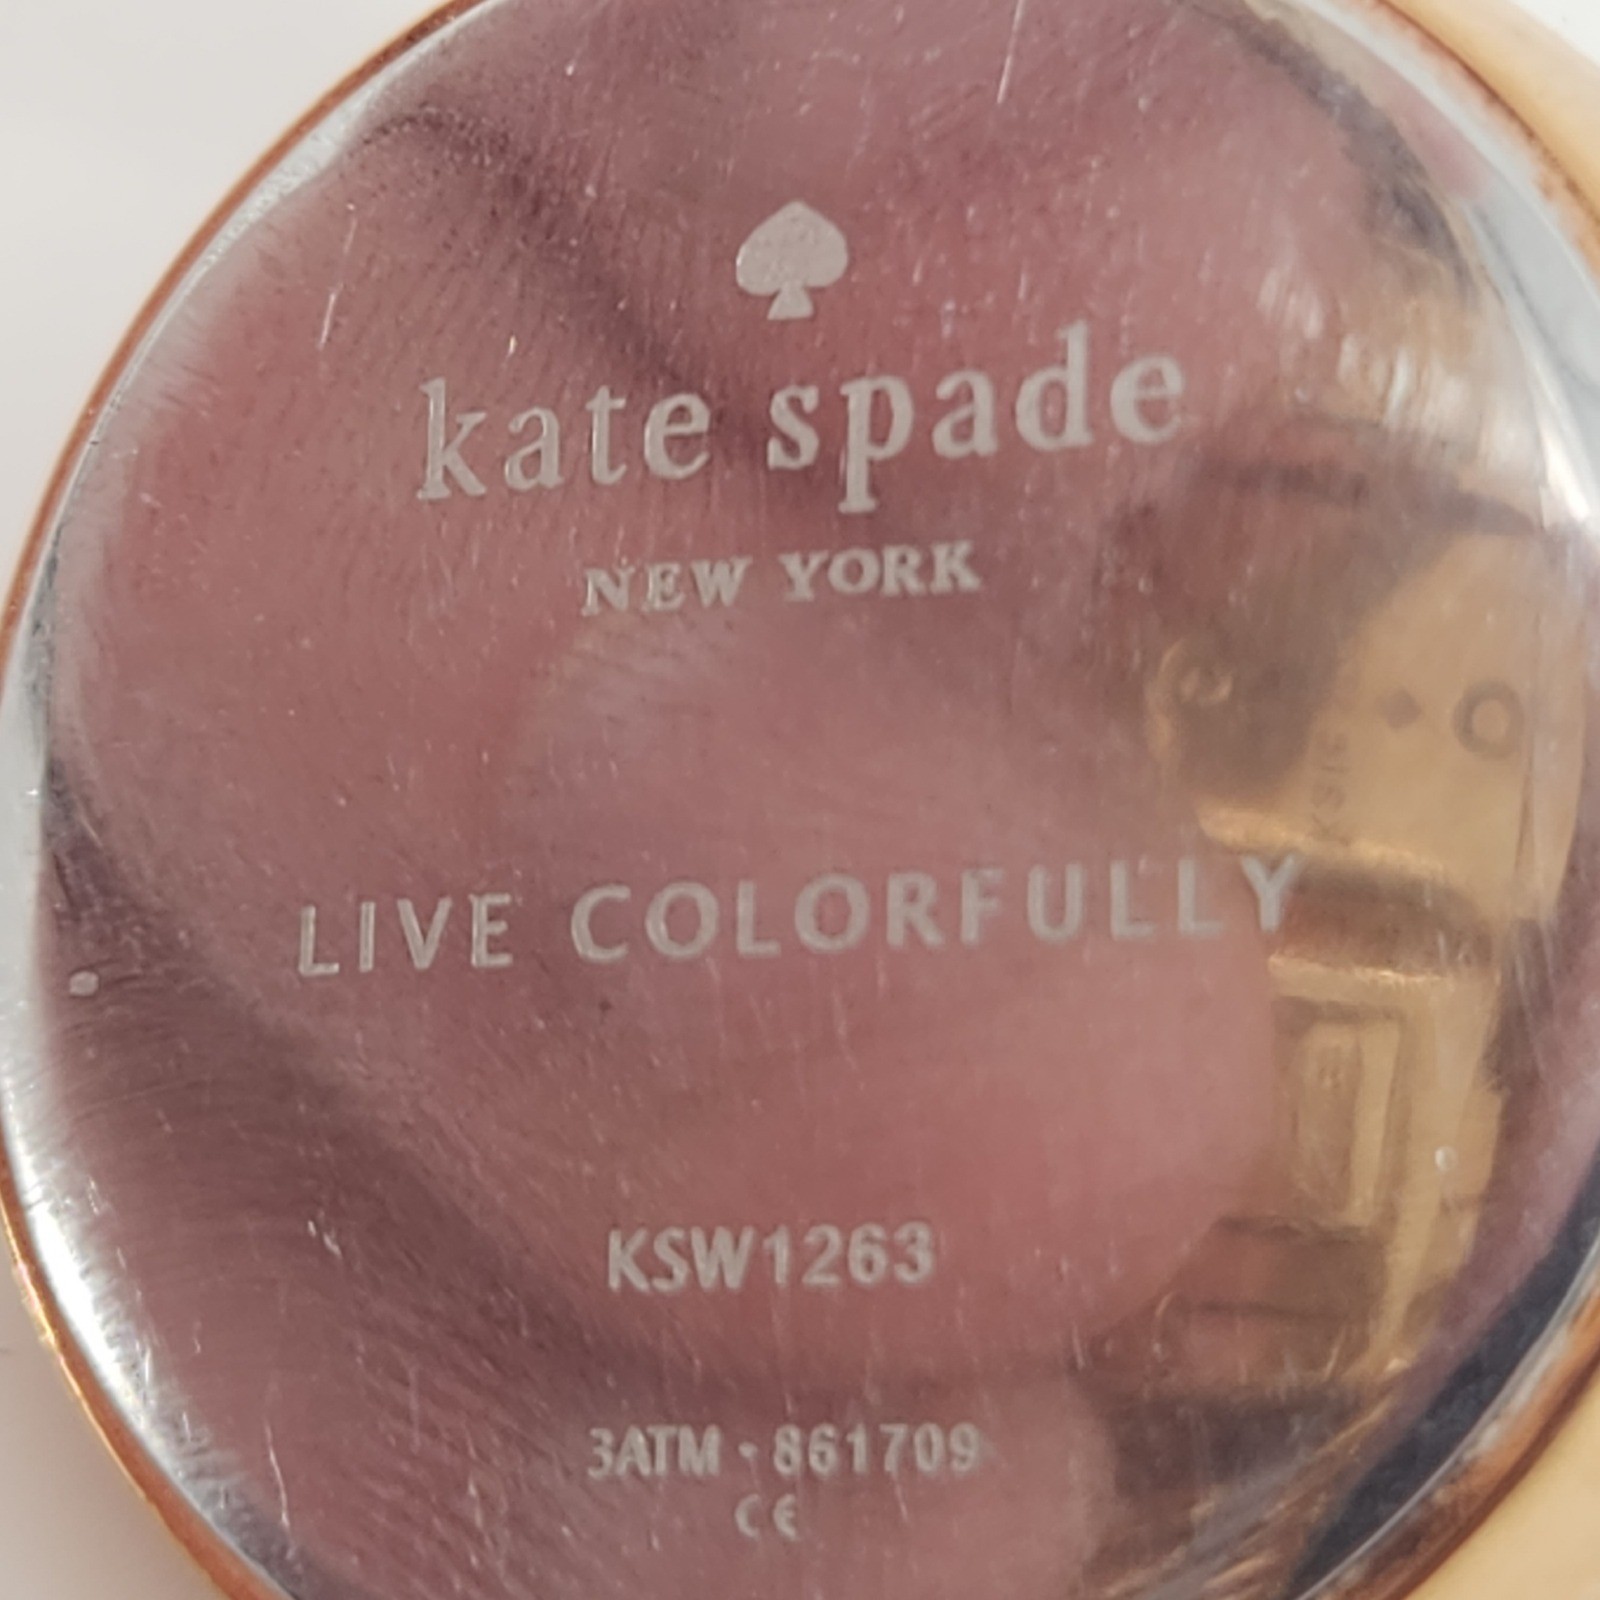 kate spade
NEW YORK
LIVE COLORFULLY
KSW1263
3ATM · 861709
CE